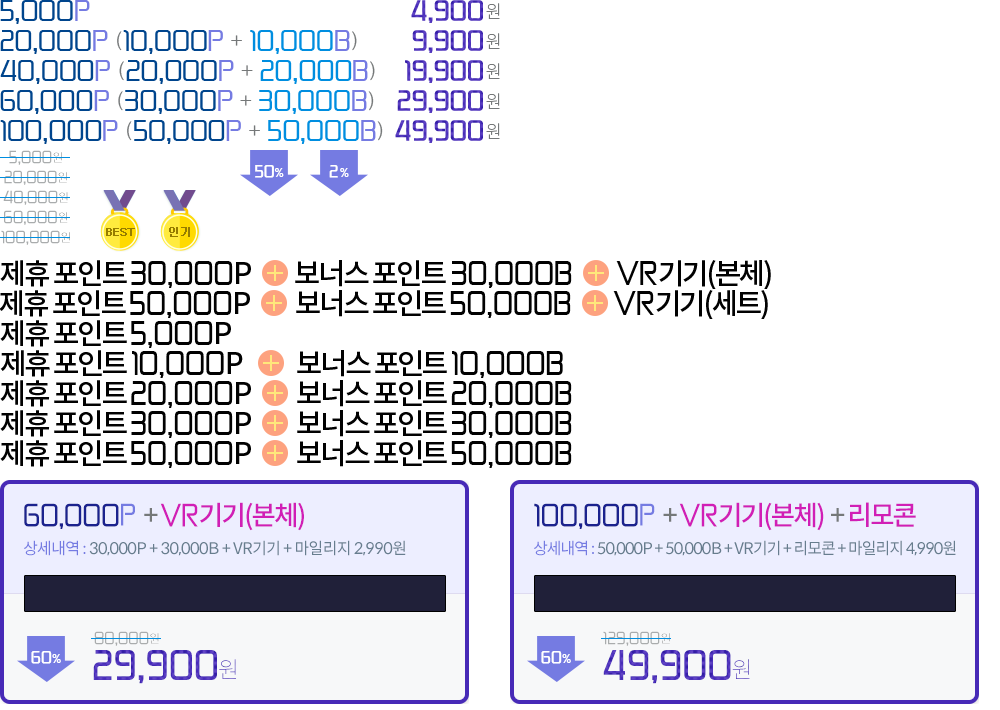 5,000P 4,900원
20,000P (10,000P + 10,000B) 9,900원
40,000P (20,000P + 20,000B) 19,900원
60,000P (30,000P + 30,000B) 29,900원
100,000P (50,000P + 50,000B) 49,900원
5,000원
50% 2%
20,000원
40,000원
60,000원
100,000원
BEST 인기
제휴 포인트 30,000P + 보너스 포인트 30,000B + VR기기(본체)
제휴 포인트 50,000P + 보너스 포인트 50,000B + VR기기(세트)
제휴 포인트 5,000P
제휴 포인트 10,000P + 보너스 포인트 10,000B
제휴 포인트 20,000P + 보너스 포인트 20,000B
제휴 포인트 30,000P + 보너스 포인트 30,000B
제휴 포인트 50,000P + 보너스 포인트 50,000B
60,000P + VR기기(본체)
상세내역 : 30,000P + 30,000B + VR기기 + 마일리지 2,990원
80,000원
60% 29,900원
100,000P + VR기기(본체) + 리모콘
상세내역 : 50,000P + 50,000B + VR기기 + 리모콘 + 마일리지 4,990원
129,000원
60% 49,900원